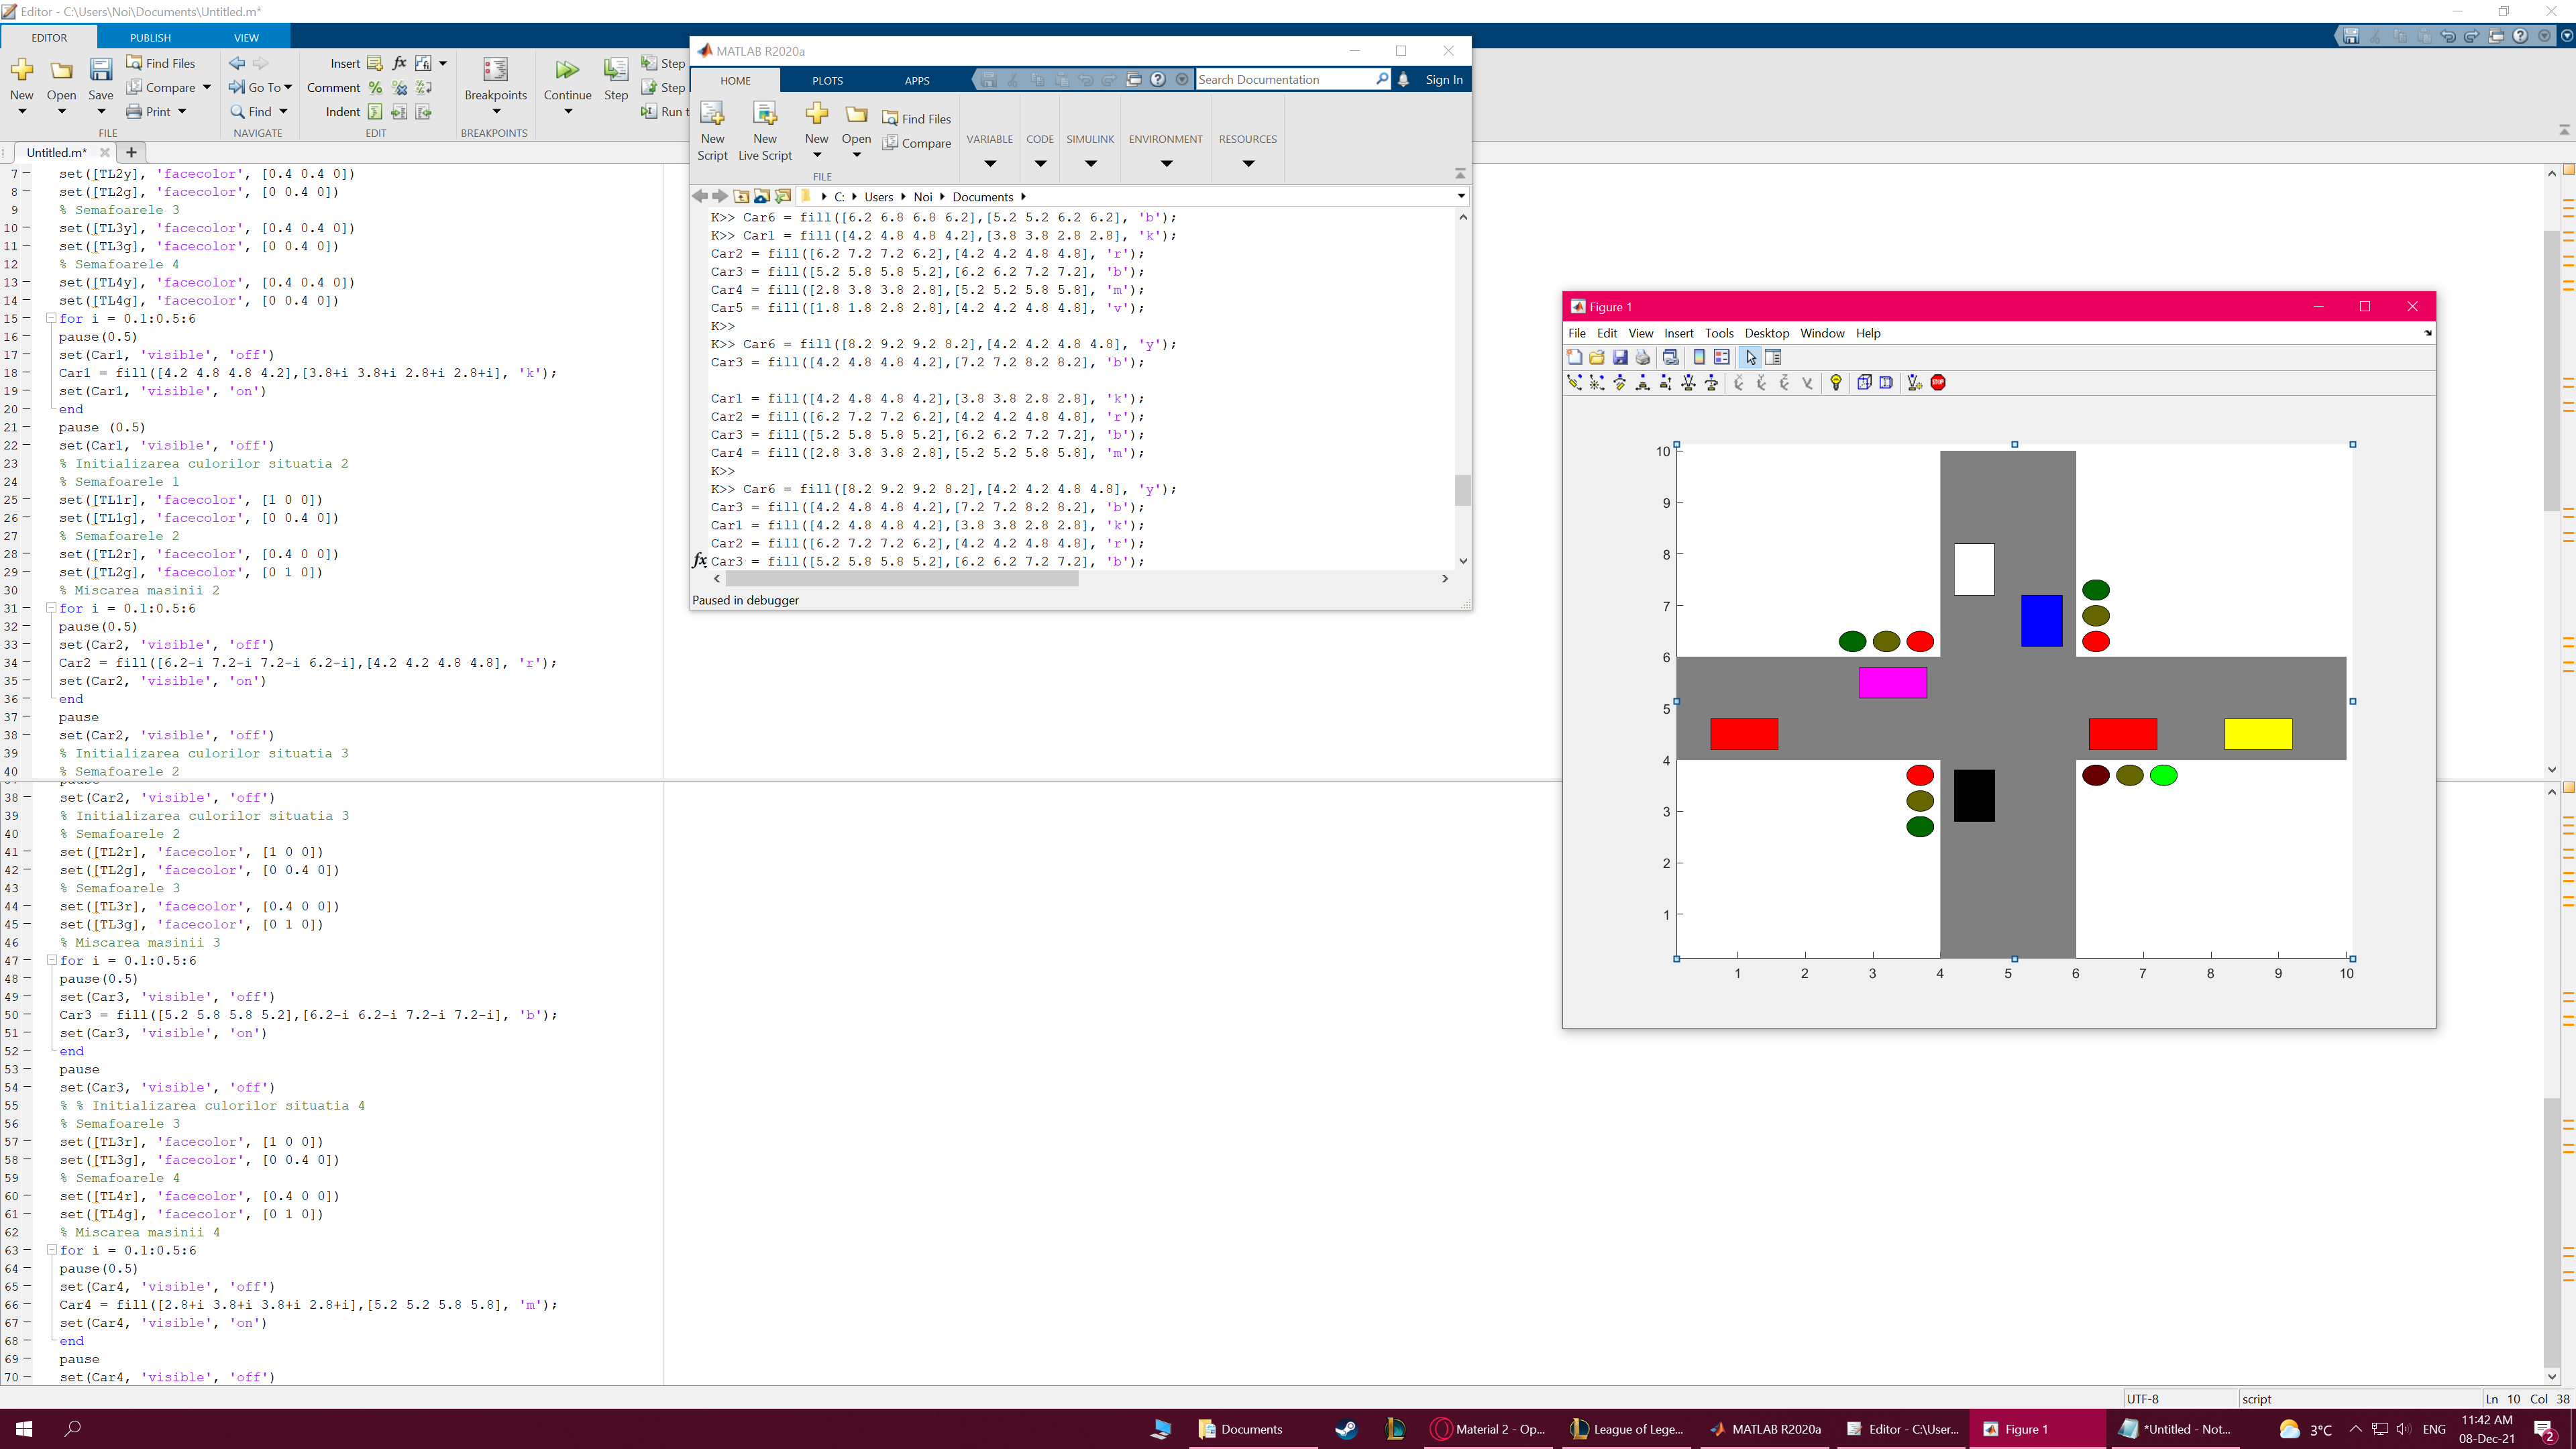 Editor - C:\Users\Noi\Documents\Untitled.m*
EDITOR PUBLISH VIEW
New Open Save Find Files Compare Print
Go To Find
Insert Comment Indent
Breakpoints
Continue Step Step Step Run t
FILE NAVIGATE EDIT BREAKPOINTS
Untitled.m*
7 set([TL2y], 'facecolor', [0.4 0.4 0])
8 set([TL2g], 'facecolor', [0 0.4 0])
9 % Semafoarele 3
10 set([TL3y], 'facecolor', [0.4 0.4 0])
11 set([TL3g], 'facecolor', [0 0.4 0])
12 % Semafoarele 4
13 set([TL4y], 'facecolor', [0.4 0.4 0])
14 set([TL4g], 'facecolor', [0 0.4 0])
15 for i = 0.1:0.5:6
16 pause(0.5)
17 set(Car1, 'visible', 'off')
18 Car1 = fill([4.2 4.8 4.8 4.2],[3.8+i 3.8+i 2.8+i 2.8+i], 'k');
19 set(Car1, 'visible', 'on')
20 end
21 pause (0.5)
22 set(Car1, 'visible', 'off')
23 % Initializarea culorilor situatia 2
24 % Semafoarele 1
25 set([TL1r], 'facecolor', [1 0 0])
26 set([TL1g], 'facecolor', [0 0.4 0])
27 % Semafoarele 2
28 set([TL2r], 'facecolor', [0.4 0 0])
29 set([TL2g], 'facecolor', [0 1 0])
30 % Miscarea masinii 2
31 for i = 0.1:0.5:6
32 pause(0.5)
33 set(Car2, 'visible', 'off')
34 Car2 = fill([6.2-i 7.2-i 7.2-i 6.2-i],[4.2 4.2 4.8 4.8], 'r');
35 set(Car2, 'visible', 'on')
36 end
37 pause
38 set(Car2, 'visible', 'off')
39 % Initializarea culorilor situatia 3
40 % Semafoarele 2
38 set(Car2, 'visible', 'off')
39 % Initializarea culorilor situatia 3
40 % Semafoarele 2
41 set([TL2r], 'facecolor', [1 0 0])
42 set([TL2g], 'facecolor', [0 0.4 0])
43 % Semafoarele 3
44 set([TL3r], 'facecolor', [0.4 0 0])
45 set([TL3g], 'facecolor', [0 1 0])
46 % Miscarea masinii 3
47 for i = 0.1:0.5:6
48 pause(0.5)
49 set(Car3, 'visible', 'off')
50 Car3 = fill([5.2 5.8 5.8 5.2],[6.2-i 6.2-i 7.2-i 7.2-i], 'b');
51 set(Car3, 'visible', 'on')
52 end
53 pause
54 set(Car3, 'visible', 'off')
55 % % Initializarea culorilor situatia 4
56 % Semafoarele 3
57 set([TL3r], 'facecolor', [1 0 0])
58 set([TL3g], 'facecolor', [0 0.4 0])
59 % Semafoarele 4
60 set([TL4r], 'facecolor', [0.4 0 0])
61 set([TL4g], 'facecolor', [0 1 0])
62 % Miscarea masinii 4
63 for i = 0.1:0.5:6
64 pause(0.5)
65 set(Car4, 'visible', 'off')
66 Car4 = fill([2.8+i 3.8+i 3.8+i 2.8+i],[5.2 5.2 5.8 5.8], 'm');
67 set(Car4, 'visible', 'on')
68 end
69 pause
70 set(Car4, 'visible', 'off')
MATLAB R2020a
HOME PLOTS APPS Search Documentation Sign In
New Script New Live Script New Open Find Files Compare
VARIABLE CODE SIMULINK ENVIRONMENT RESOURCES
FILE
C: Users Noi Documents
K>> Car6 = fill([6.2 6.8 6.8 6.2],[5.2 5.2 6.2 6.2], 'b');
K>> Car1 = fill([4.2 4.8 4.8 4.2],[3.8 3.8 2.8 2.8], 'k');
Car2 = fill([6.2 7.2 7.2 6.2],[4.2 4.2 4.8 4.8], 'r');
Car3 = fill([5.2 5.8 5.8 5.2],[6.2 6.2 7.2 7.2], 'b');
Car4 = fill([2.8 3.8 3.8 2.8],[5.2 5.2 5.8 5.8], 'm');
Car5 = fill([1.8 1.8 2.8 2.8],[4.2 4.2 4.8 4.8], 'v');
K>>
K>> Car6 = fill([8.2 9.2 9.2 8.2],[4.2 4.2 4.8 4.8], 'y');
Car3 = fill([4.2 4.8 4.8 4.2],[7.2 7.2 8.2 8.2], 'b');
Car1 = fill([4.2 4.8 4.8 4.2],[3.8 3.8 2.8 2.8], 'k');
Car2 = fill([6.2 7.2 7.2 6.2],[4.2 4.2 4.8 4.8], 'r');
Car3 = fill([5.2 5.8 5.8 5.2],[6.2 6.2 7.2 7.2], 'b');
Car4 = fill([2.8 3.8 3.8 2.8],[5.2 5.2 5.8 5.8], 'm');
K>>
K>> Car6 = fill([8.2 9.2 9.2 8.2],[4.2 4.2 4.8 4.8], 'y');
Car3 = fill([4.2 4.8 4.8 4.2],[7.2 7.2 8.2 8.2], 'b');
Car1 = fill([4.2 4.8 4.8 4.2],[3.8 3.8 2.8 2.8], 'k');
Car2 = fill([6.2 7.2 7.2 6.2],[4.2 4.2 4.8 4.8], 'r');
fx Car3 = fill([5.2 5.8 5.8 5.2],[6.2 6.2 7.2 7.2], 'b');
Paused in debugger
Figure 1
File Edit View Insert Tools Desktop Window Help
10
9
8
7
6
5
4
3
2
1
1 2 3 4 5 6 7 8 9 10
UTF-8 script Ln 10 Col 38
Documents Material 2 - Op... League of Lege... MATLAB R2020a Editor - C:\User... Figure 1 *Untitled - Not... 3°C ENG 11:42 AM
08-Dec-21 2